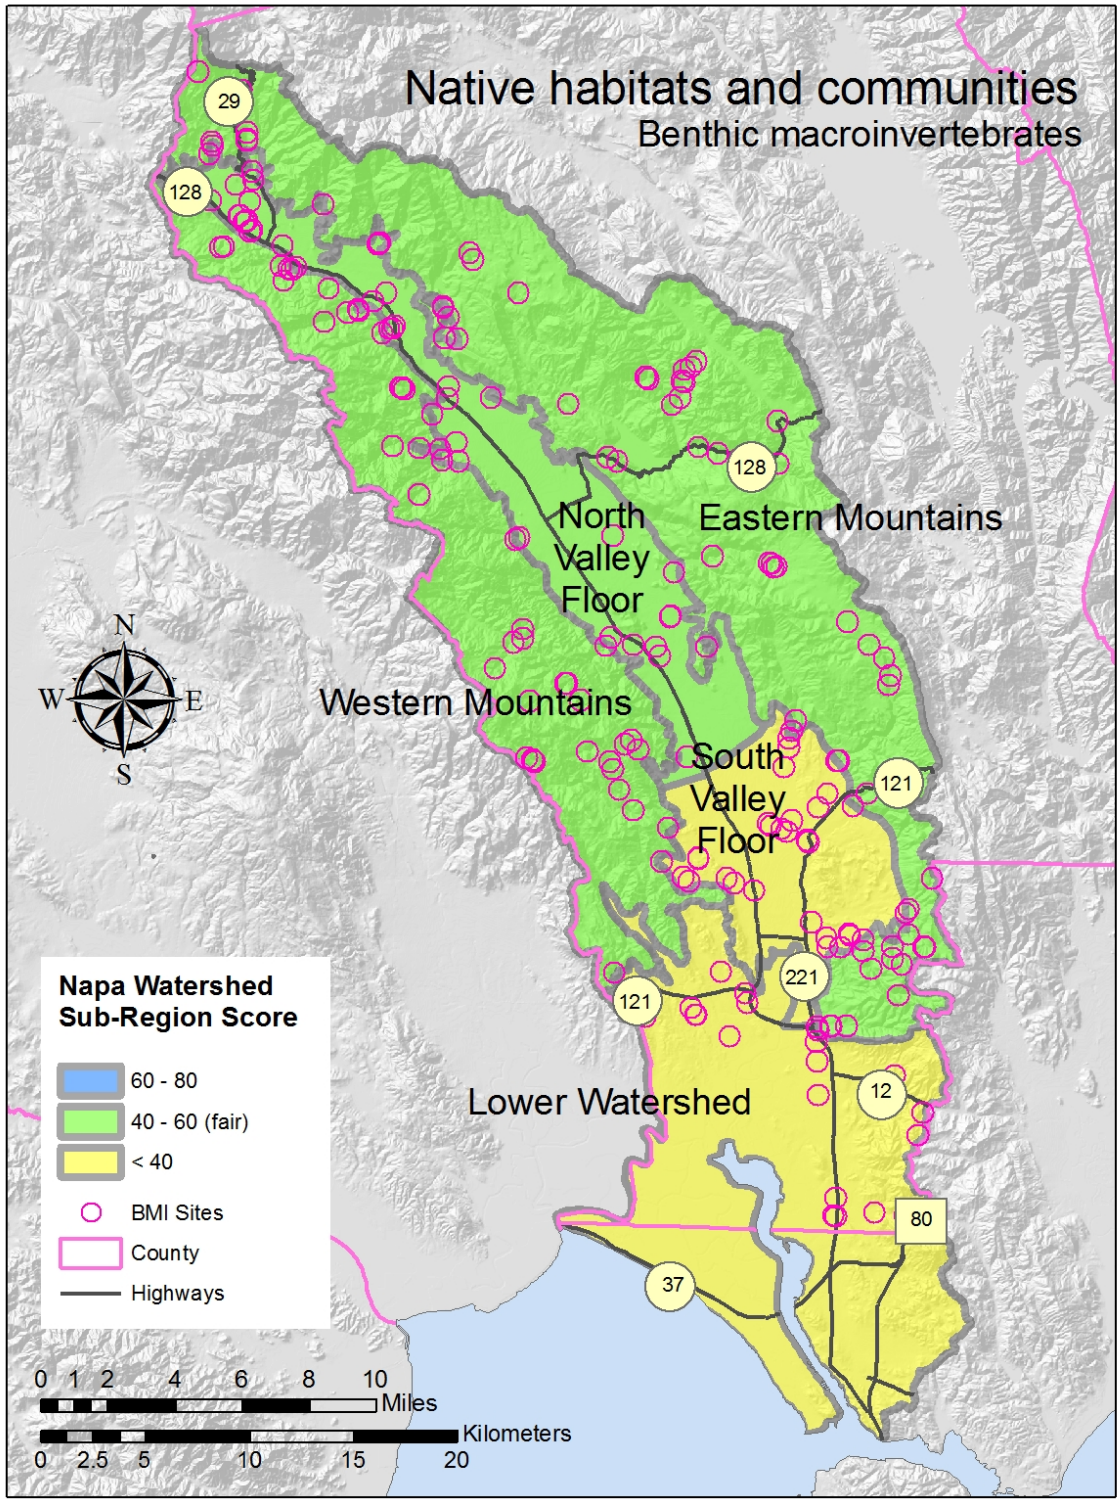 Native habitats and communities
Benthic macroinvertebrates
29
128
128
North
Valley
Floor
Eastern Mountains
N
W
E
S
Western Mountains
South
Valley
Floor
121
221
121
Lower Watershed
12
80
37
Napa Watershed
Sub-Region Score
60 - 80
40 - 60 (fair)
< 40
BMI Sites
County
Highways
0 1 2 4 6 8 10
Miles
Kilometers
0 2.5 5 10 15 20